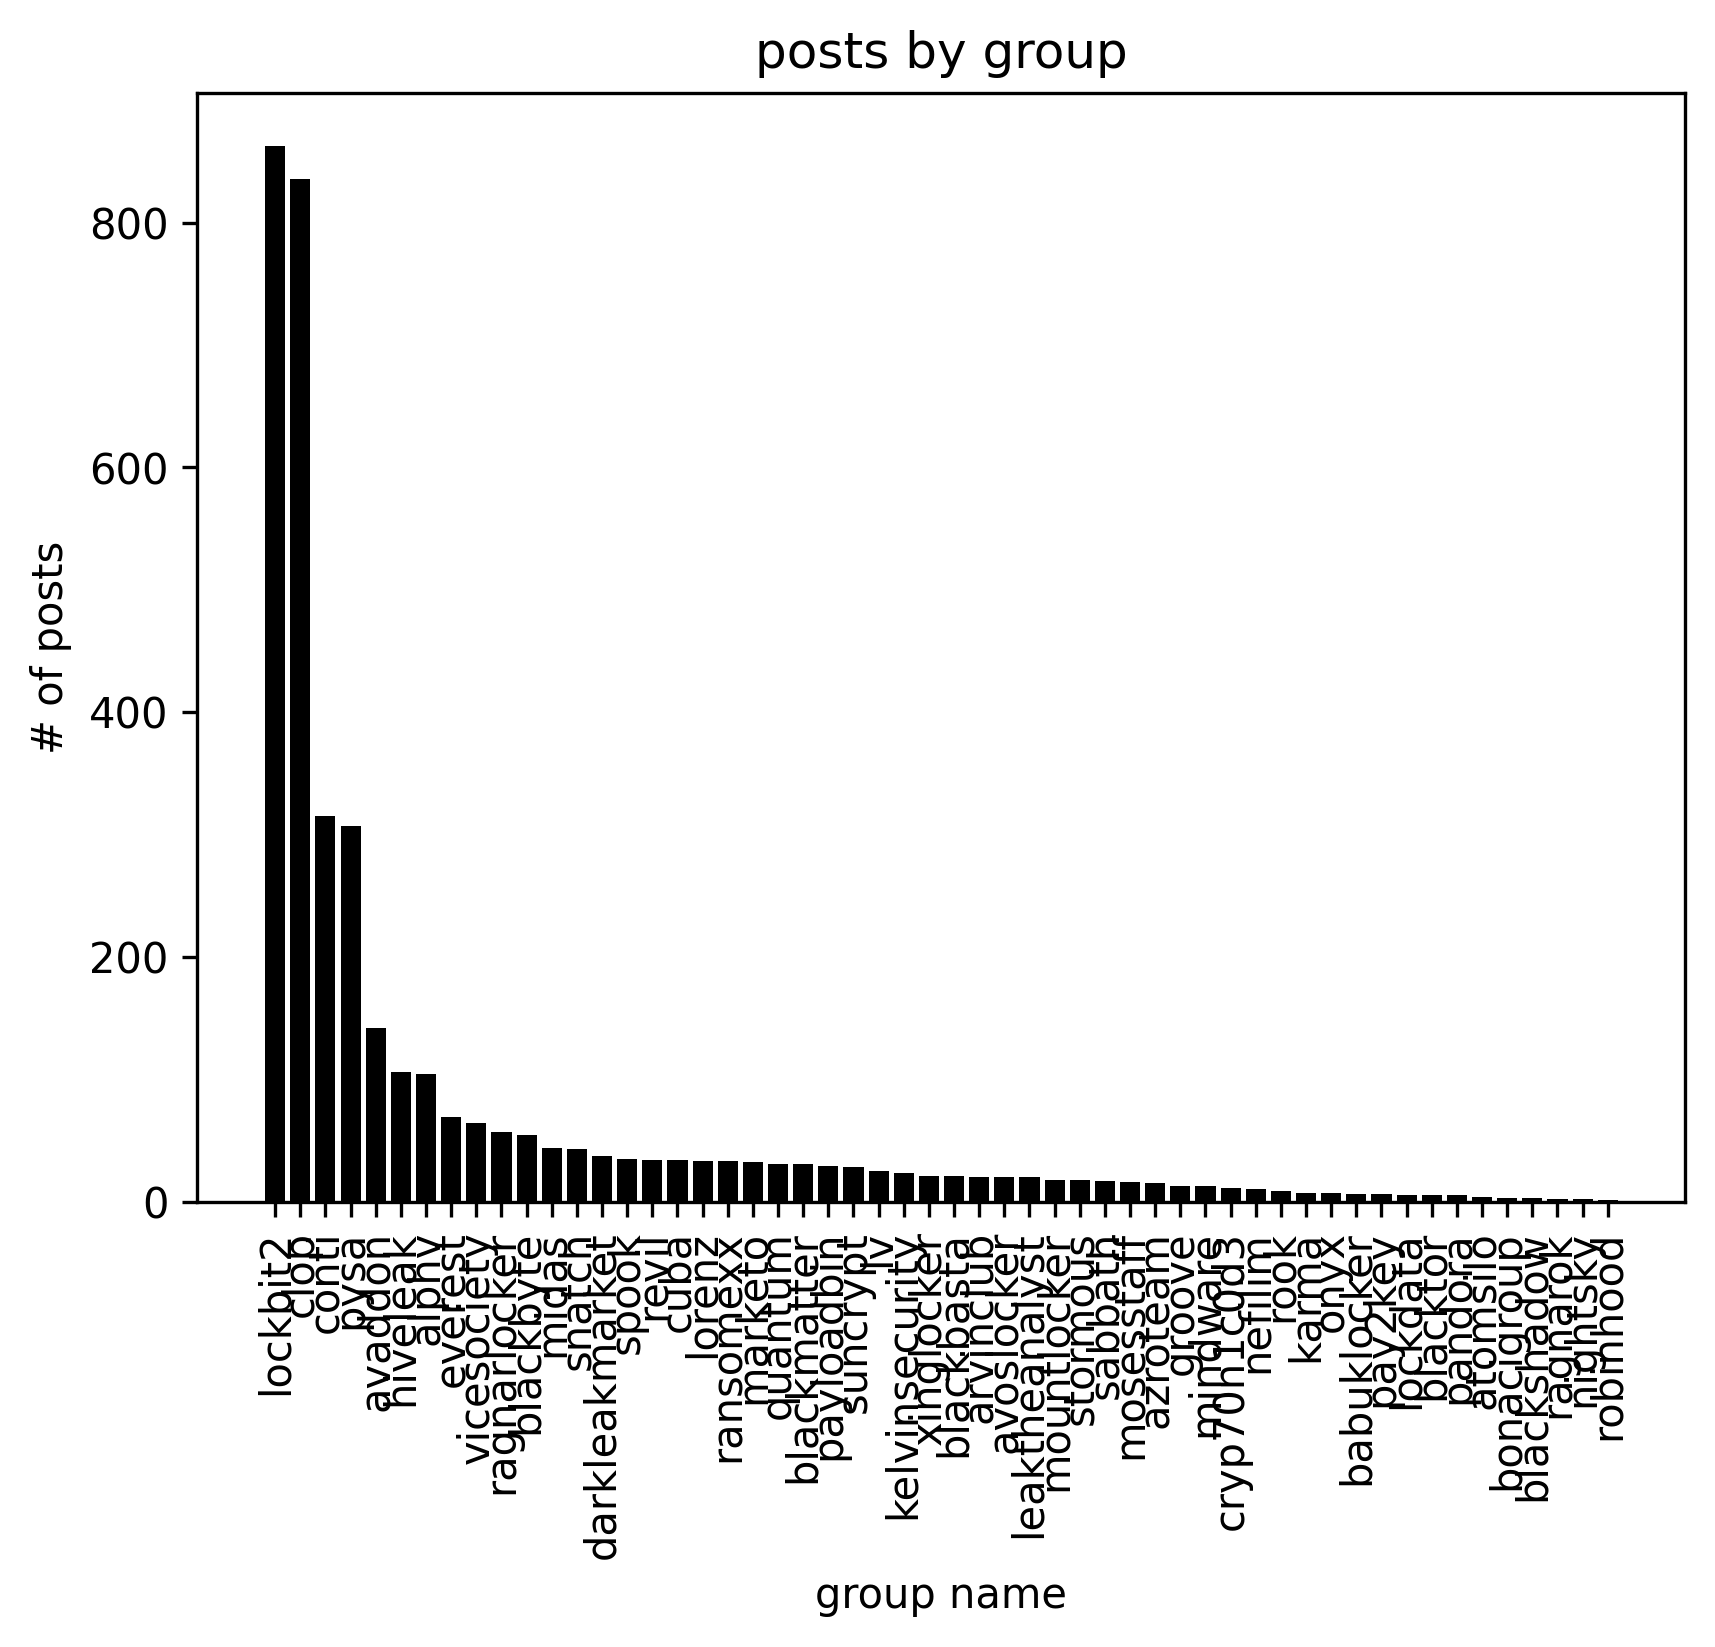 posts by group
# of posts
800
600
400
200
0
lockbit2
clop
conti
pysa
avaddon
hiveleak
alphv
everest
vicesociety
ragnarlocker
blackbyte
midas
snatch
darkleakmarket
spook
revil
cuba
lorenz
ransomexx
marketo
quantum
blackmatter
payloadbin
suncrypt
lv
kelvinsecurity
xinglocker
blackbasta
arvinclub
avoslocker
leaktheanalyst
mountlocker
stormous
sabbath
mosesstaff
azroteam
groove
mindware
cryp70n1c0d3
nefilim
rook
karma
onyx
babuklocker
pay2key
lockdata
blacktor
pandora
atomsilo
bonacigroup
blackshadow
ragnarok
nightsky
robinhood
group name